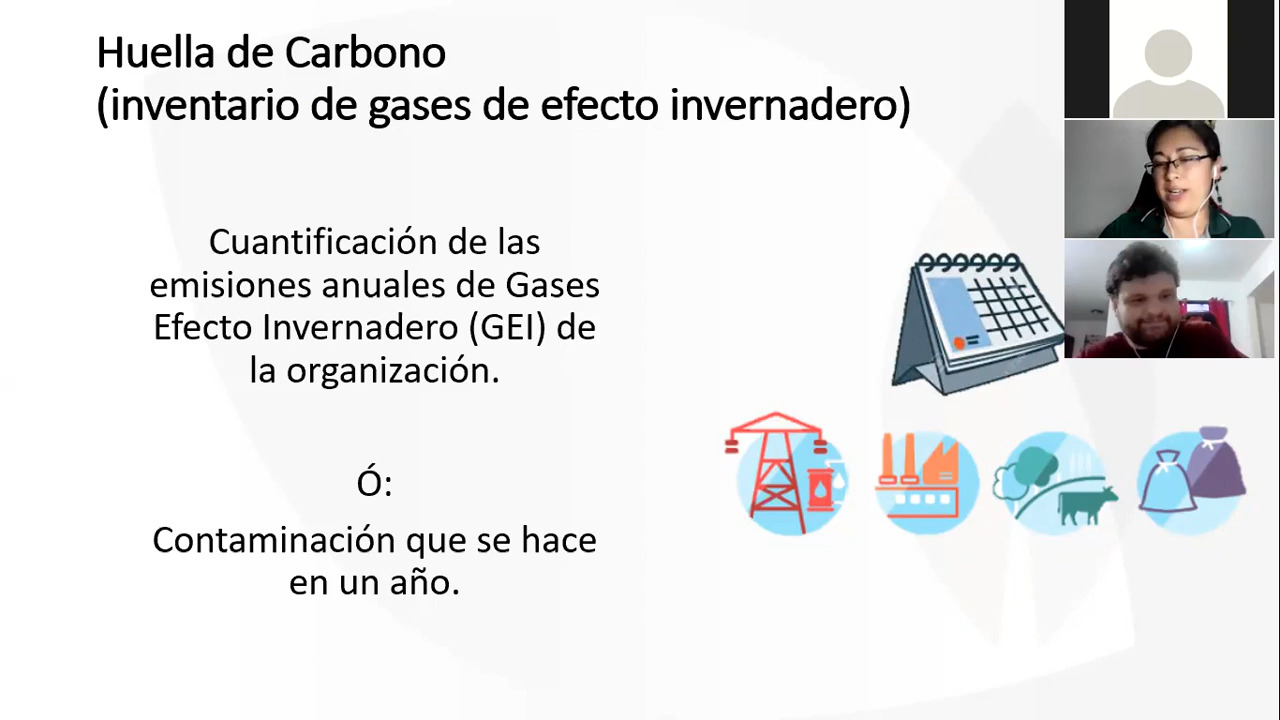 Huella de Carbono
(inventario de gases de efecto invernadero)
Cuantificación de las
emisiones anuales de Gases
Efecto Invernadero (GEI) de
la organización.
Ó:
Contaminación que se hace
en un año.